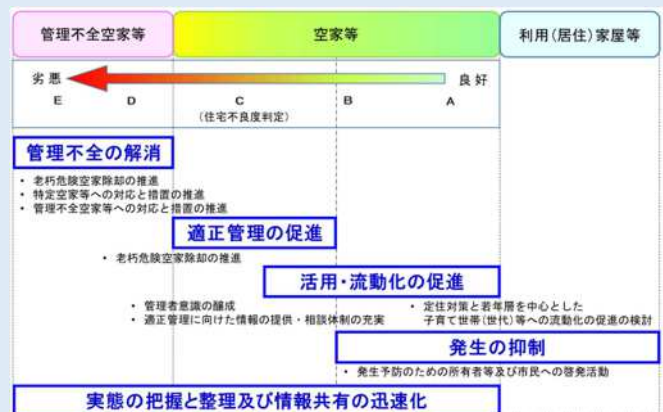 管理不全空家等
空家等
利用(居住)家屋等
劣悪
良好
E D C B A
(住宅不良度判定)
管理不全の解消
・ 老朽危険空家除却の推進
・ 特定空家等への対応と措置の推進
・ 管理不全空家等への対応と措置の推進
適正管理の促進
・ 老朽危険空家除却の推進
活用・流動化の促進
・ 管理者意識の醸成
・ 適正管理に向けた情報の提供・相談体制の充実
・ 定住対策と若年層を中心とした
子育て世帯(世代)等への流動化の促進の検討
発生の抑制
・ 発生予防のための所有者等及び市民への啓発活動
実態の把握と整理及び情報共有の迅速化